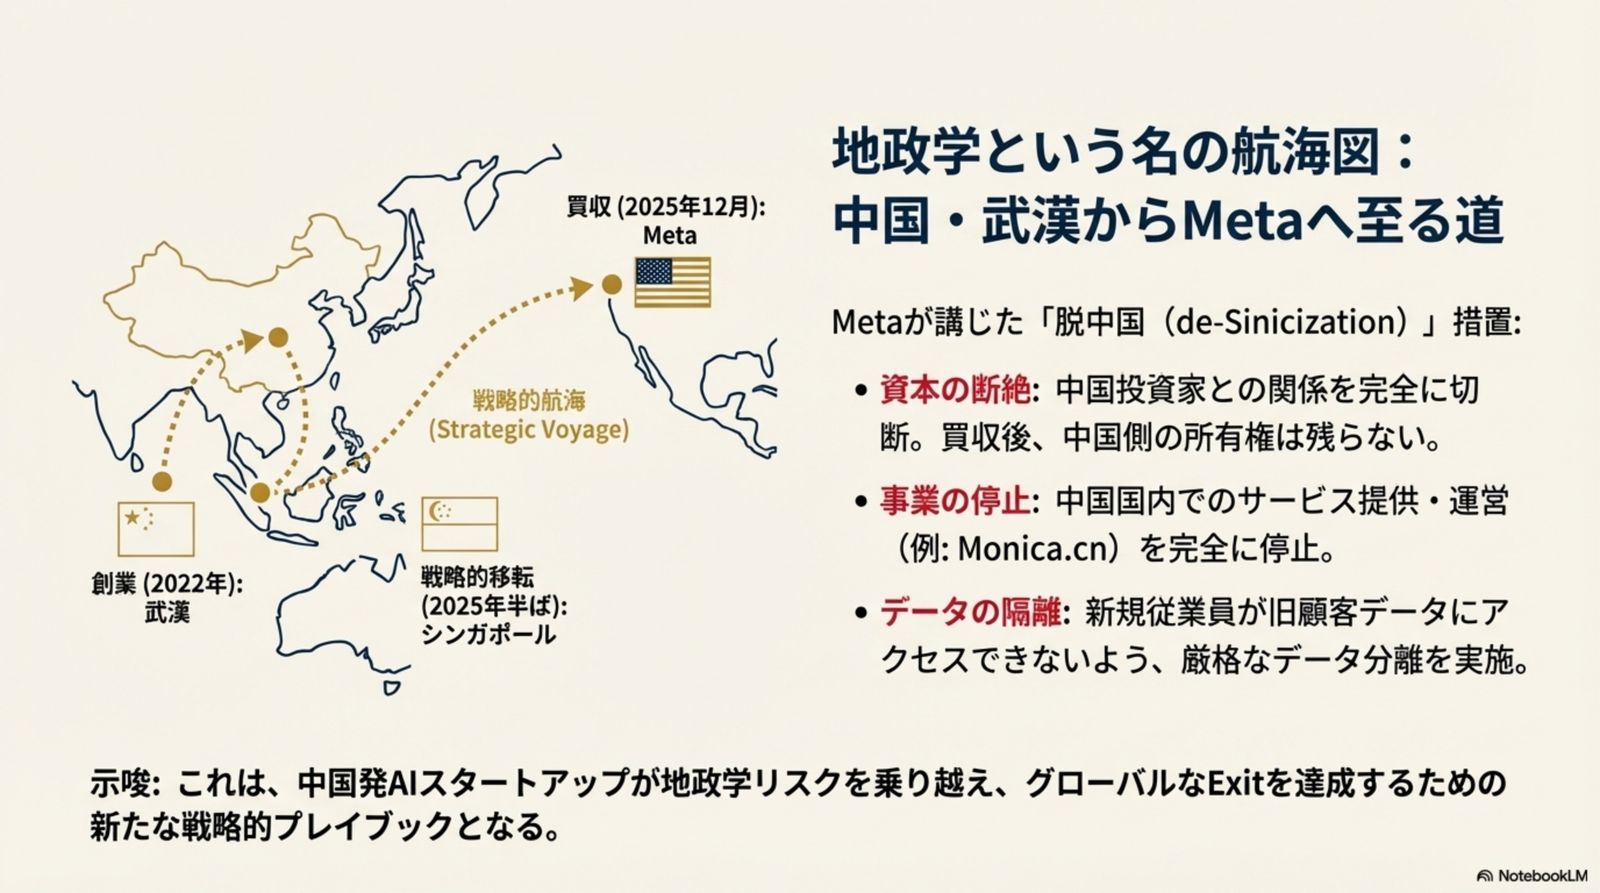 地政学という名の航海図：
中国・武漢からMetaへ至る道
買収 (2025年12月):
Meta
戦略的航海
(Strategic Voyage)
創業 (2022年):
武漢
戦略的移転
(2025年半ば):
シンガポール
Metaが講じた「脱中国（de-Sinicization）」措置:
• 資本の断絶: 中国投資家との関係を完全に切
断。買収後、中国側の所有権は残らない。
• 事業の停止: 中国国内でのサービス提供・運営
（例: Monica.cn）を完全に停止。
• データの隔離: 新規従業員が旧顧客データにア
クセスできないよう、厳格なデータ分離を実施。
示唆: これは、中国発AIスタートアップが地政学リスクを乗り越え、グローバルなExitを達成するための
新たな戦略的プレイブックとなる。
NotebookLM